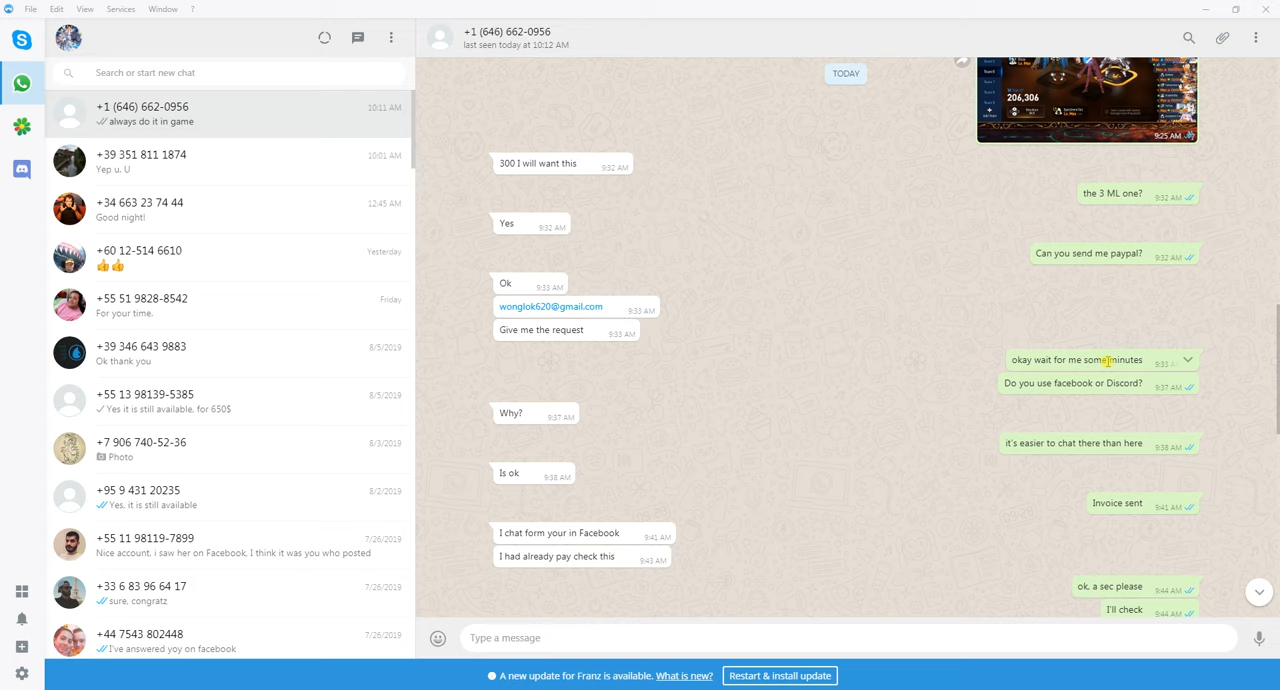 File Edit View Services Window ?
Search or start new chat
+1 (646) 662-0956 10:11 AM
always do it in game
+39 351 811 1874 10:01 AM
Yep u. U
+34 663 23 74 44 12:45 AM
Good night!
+60 12-514 6610 Yesterday
👍👍
+55 51 9828-8542 Friday
For your time.
+39 346 643 9883 8/5/2019
Ok thank you
+55 13 98139-5385 8/5/2019
Yes it is still available, for 650$
+7 906 740-52-36 8/3/2019
Photo
+95 9 431 20235 8/2/2019
Yes, it is still available
+55 11 98119-7899 7/26/2019
Nice account, i saw her on Facebook, I think it was you who posted
+33 6 83 96 64 17 7/26/2019
sure, congratz
+44 7543 802448 7/26/2019
I've answered yoy on facebook
+1 (646) 662-0956
last seen today at 10:12 AM
TODAY
206,306
9:25 AM
300 I will want this 9:32 AM
the 3 ML one? 9:32 AM
Yes 9:32 AM
Can you send me paypal? 9:32 AM
Ok 9:33 AM
wonglok620@gmail.com 9:33 AM
Give me the request 9:33 AM
okay wait for me some minutes 9:33 A
Do you use facebook or Discord? 9:37 AM
Why? 9:37 AM
it's easier to chat there than here 9:38 AM
Is ok 9:38 AM
Invoice sent 9:41 AM
I chat form your in Facebook 9:41 AM
I had already pay check this 9:43 AM
ok, a sec please 9:44 AM
I'll check 9:44 AM
Type a message
A new update for Franz is available. What is new? Restart & install update